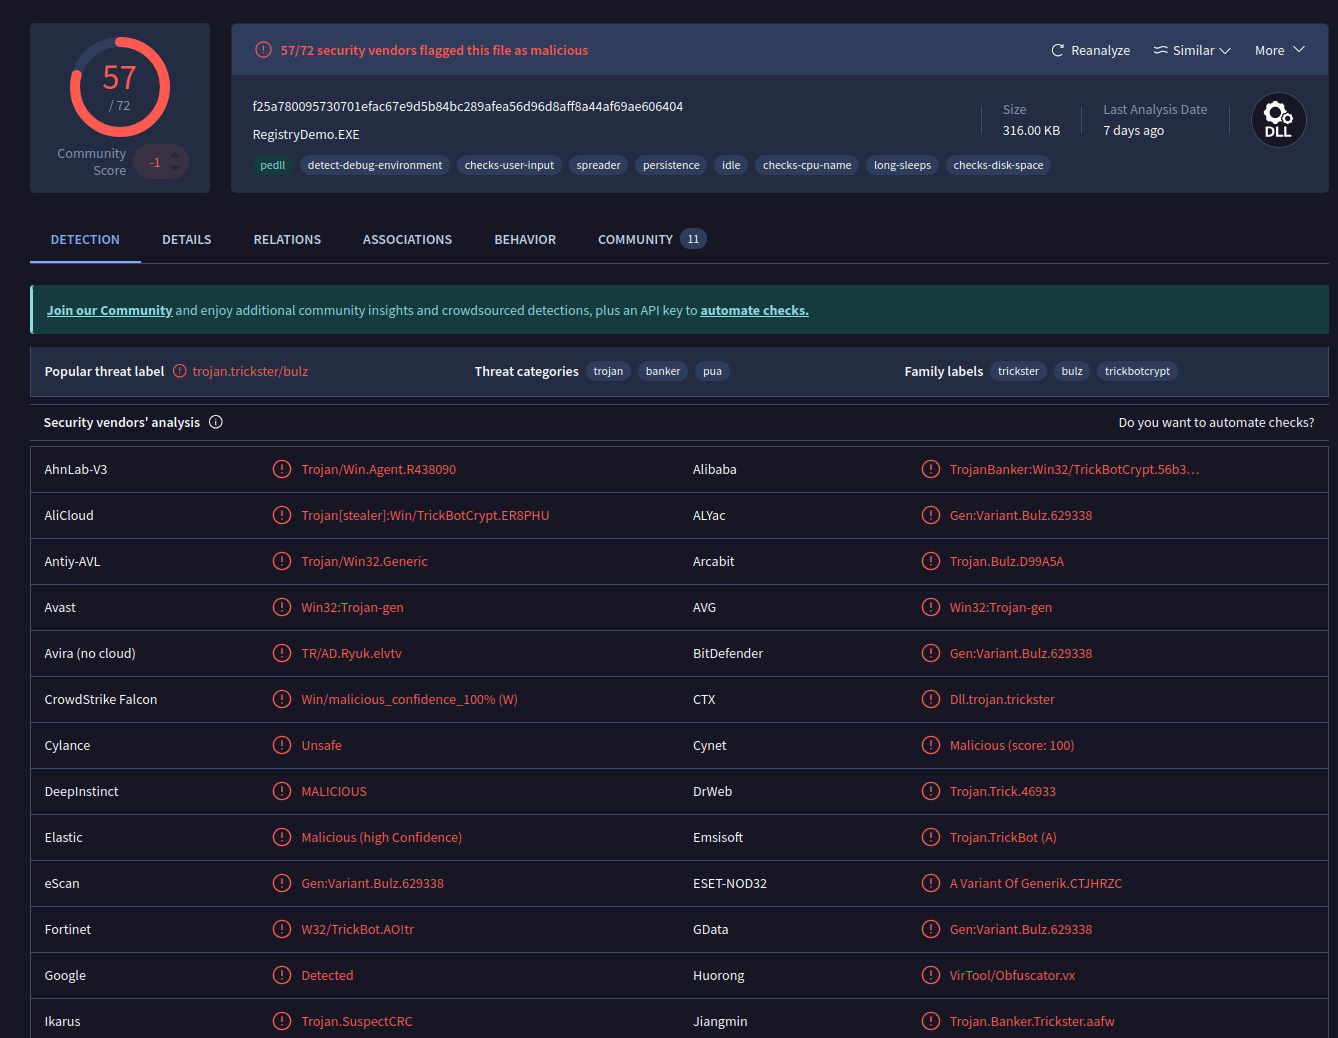 57
/ 72
Community Score
-1
57/72 security vendors flagged this file as malicious
Reanalyze
Similar
More
f25a780095730701efac67e9d5b84bc289afea56d96d8aff8a44af69ae606404
RegistryDemo.EXE
Size
316.00 KB
Last Analysis Date
7 days ago
DLL
pedll detect-debug-environment checks-user-input spreader persistence idle checks-cpu-name long-sleeps checks-disk-space
DETECTION DETAILS RELATIONS ASSOCIATIONS BEHAVIOR COMMUNITY 11
Join our Community and enjoy additional community insights and crowdsourced detections, plus an API key to automate checks.
Popular threat label trojan.trickster/bulz Threat categories trojan banker pua Family labels trickster bulz trickbotcrypt
Security vendors' analysis Do you want to automate checks?
AhnLab-V3 Trojan/Win.Agent.R438090 Alibaba TrojanBanker:Win32/TrickBotCrypt.56b3...
AliCloud Trojan[stealer]:Win/TrickBotCrypt.ER8PHU ALYac Gen:Variant.Bulz.629338
Antiy-AVL Trojan/Win32.Generic Arcabit Trojan.Bulz.D99A5A
Avast Win32:Trojan-gen AVG Win32:Trojan-gen
Avira (no cloud) TR/AD.Ryuk.elvtv BitDefender Gen:Variant.Bulz.629338
CrowdStrike Falcon Win/malicious_confidence_100% (W) CTX Dll.trojan.trickster
Cylance Unsafe Cynet Malicious (score: 100)
DeepInstinct MALICIOUS DrWeb Trojan.Trick.46933
Elastic Malicious (high Confidence) Emsisoft Trojan.TrickBot (A)
eScan Gen:Variant.Bulz.629338 ESET-NOD32 A Variant Of Generik.CTJHRZC
Fortinet W32/TrickBot.AO!tr GData Gen:Variant.Bulz.629338
Google Detected Huorong VirTool/Obfuscator.vx
Ikarus Trojan.SuspectCRC Jiangmin Trojan.Banker.Trickster.aafw